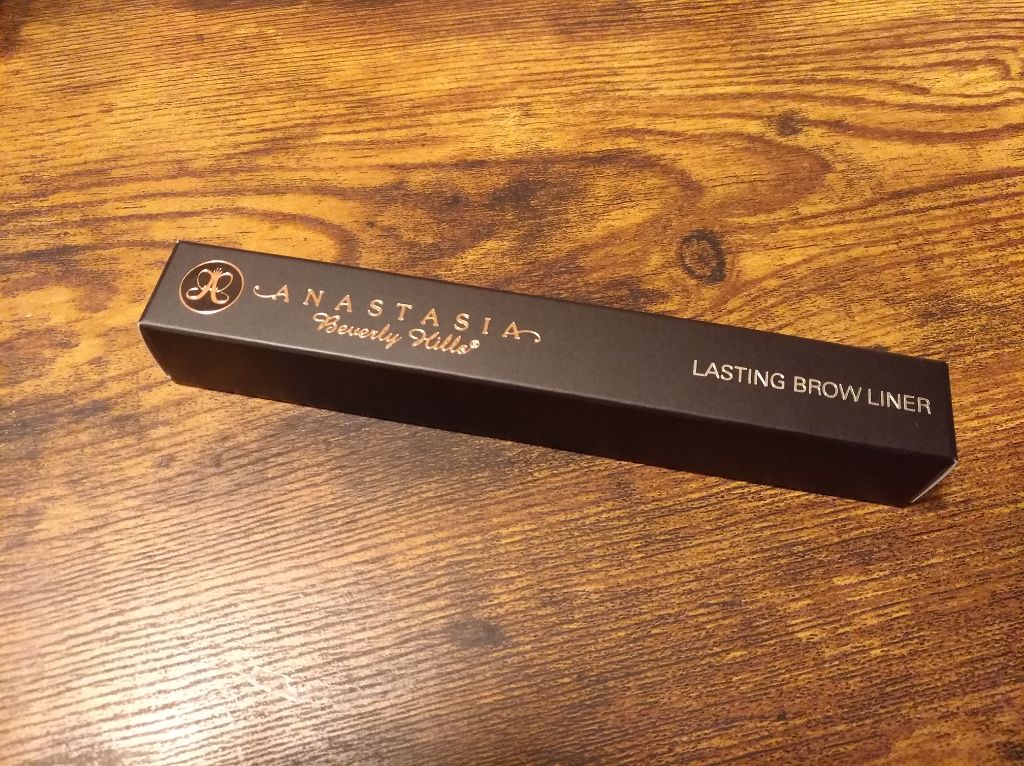 ANASTASIA
Beverly Hills®
LASTING BROW LINER